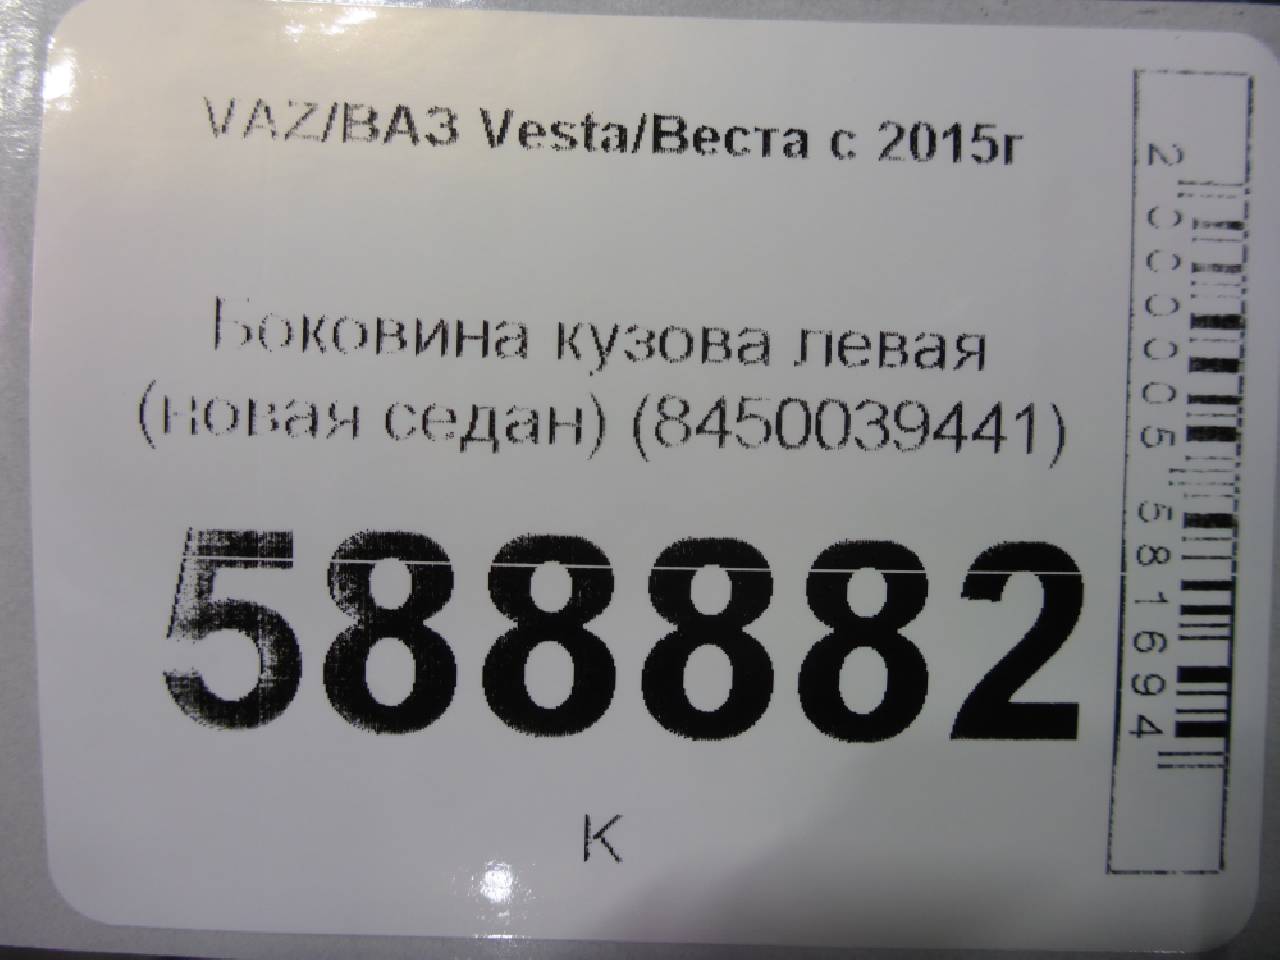 VAZ/ВАЗ Vesta/Веста с 2015г
Боковина кузова левая
(новая седан) (8450039441)
588882
К
2000005581694